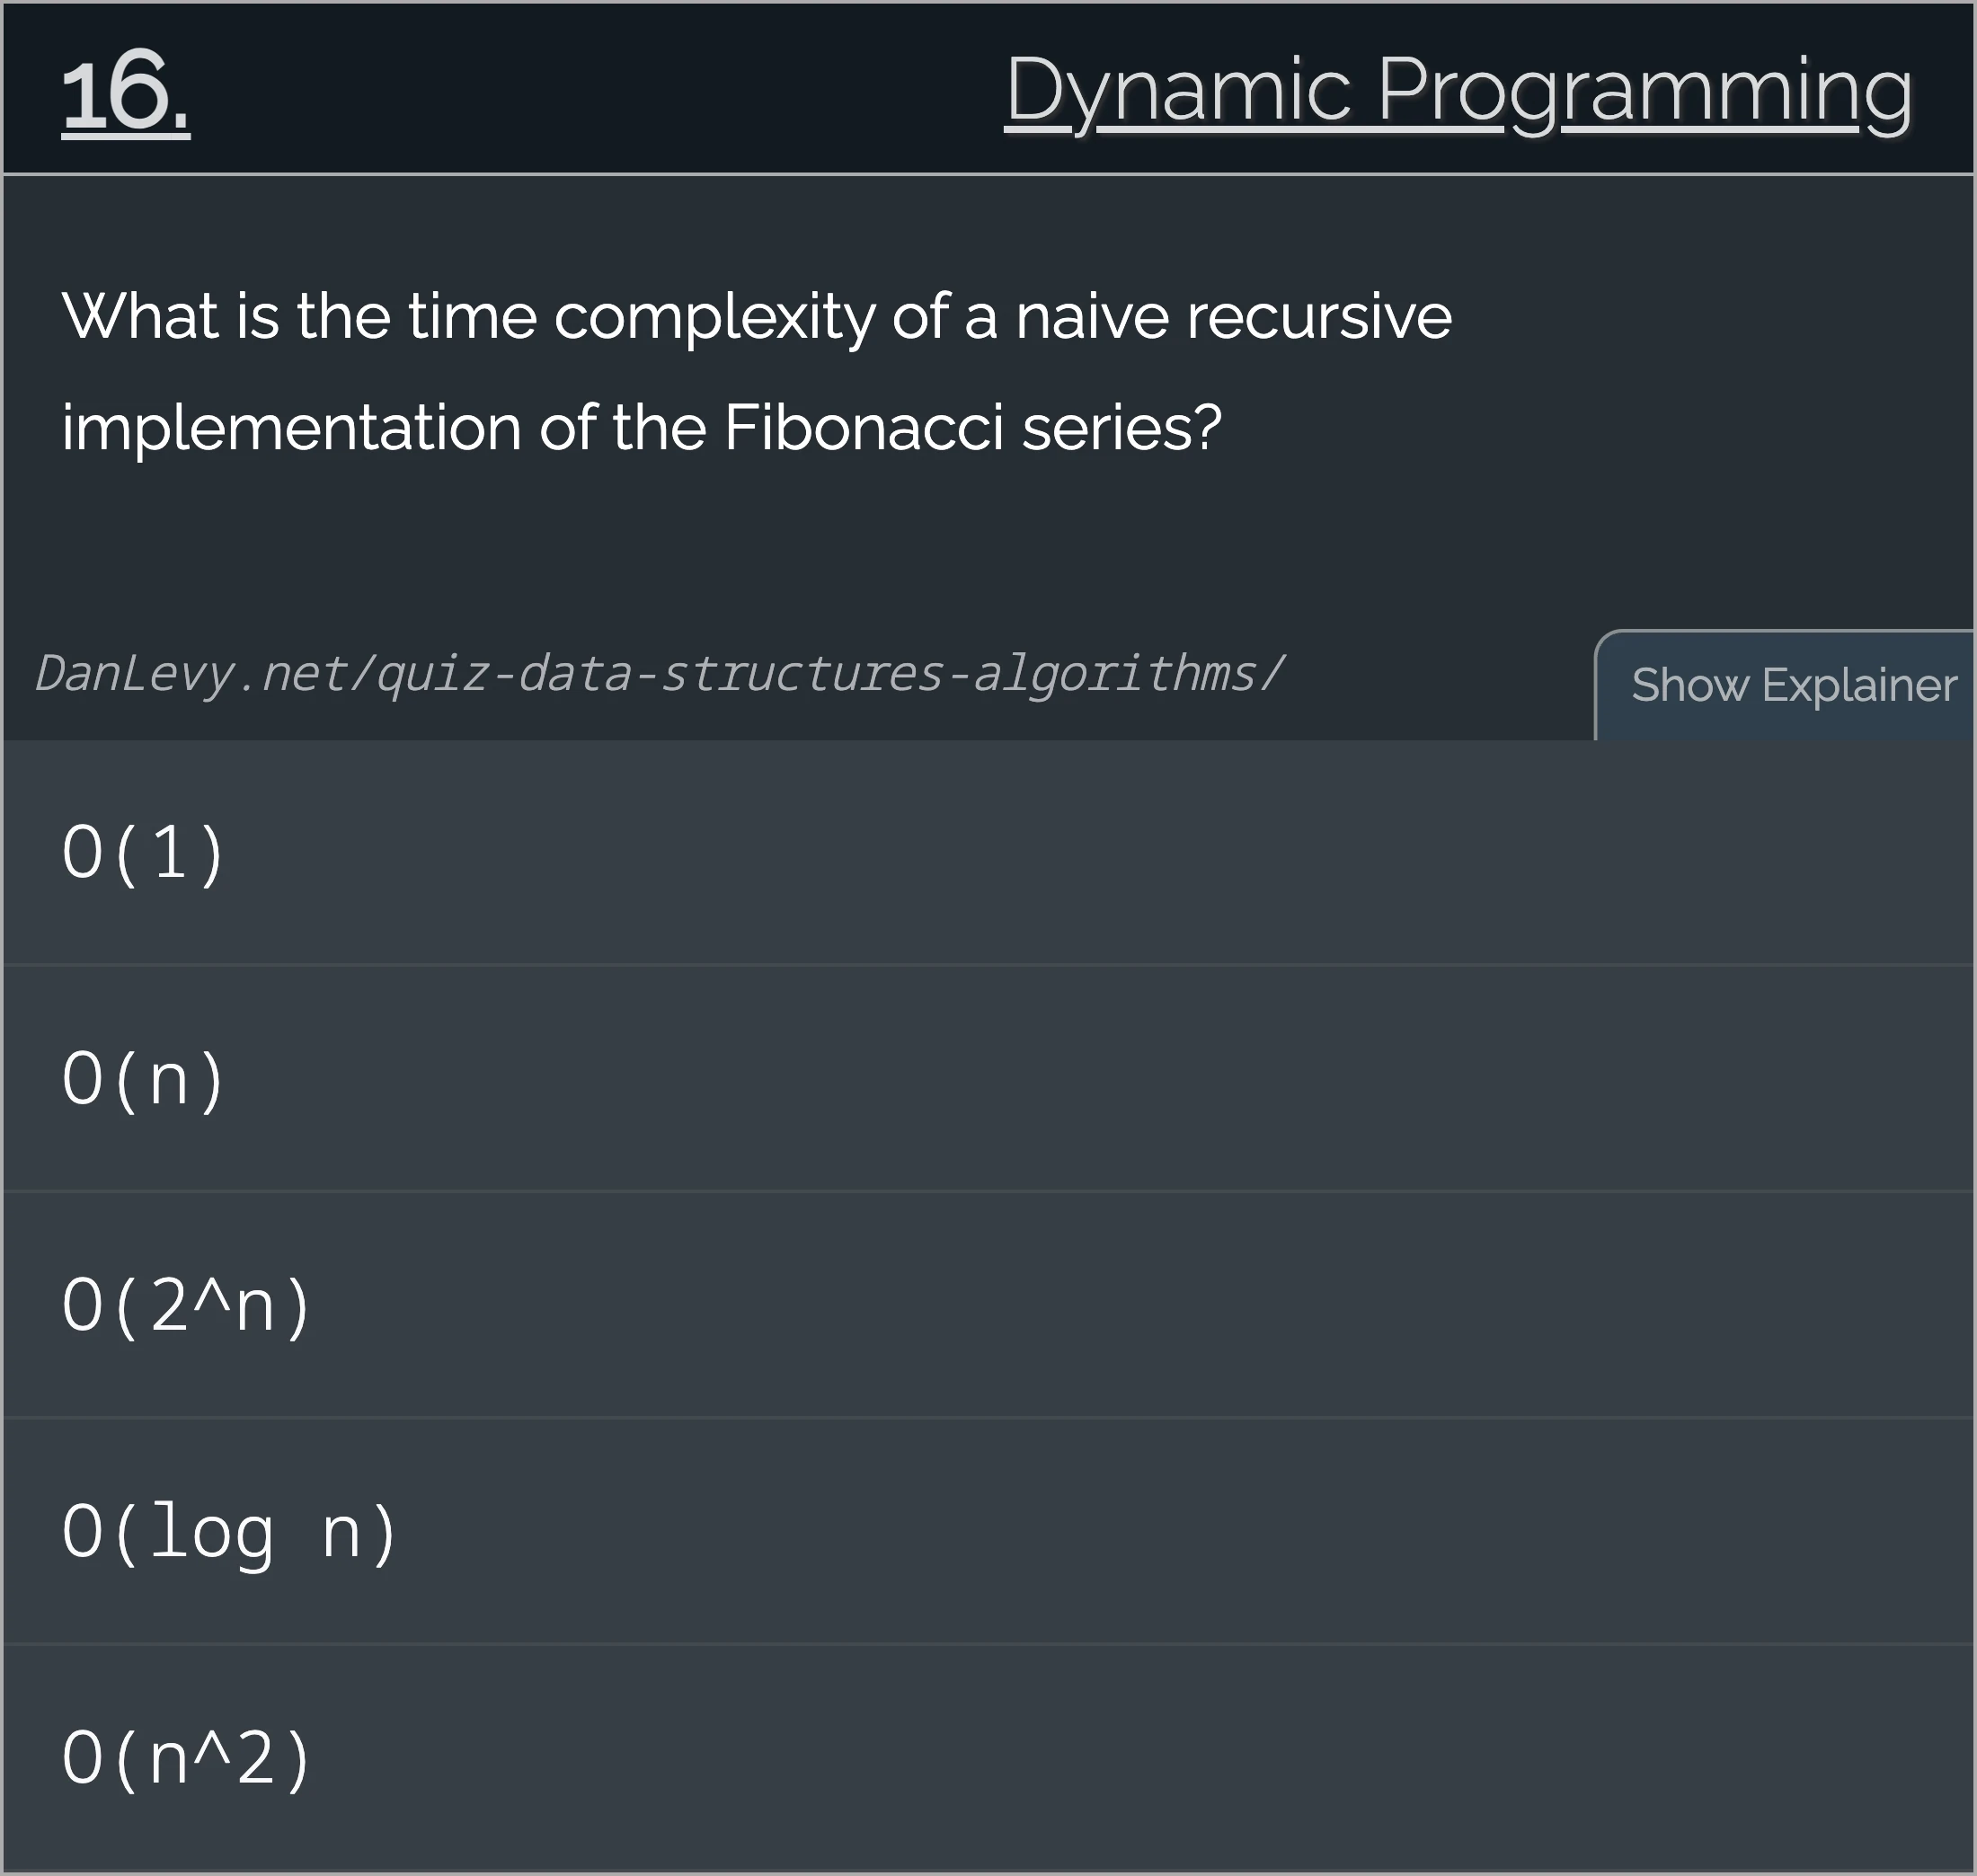 16.
Dynamic Programming
What is the time complexity of a naive recursive
implementation of the Fibonacci series?
DanLevy.net/quiz-data-structures-algorithms/
Show Explainer
O(1)
O(n)
O(2^n)
O(log n)
O(n^2)